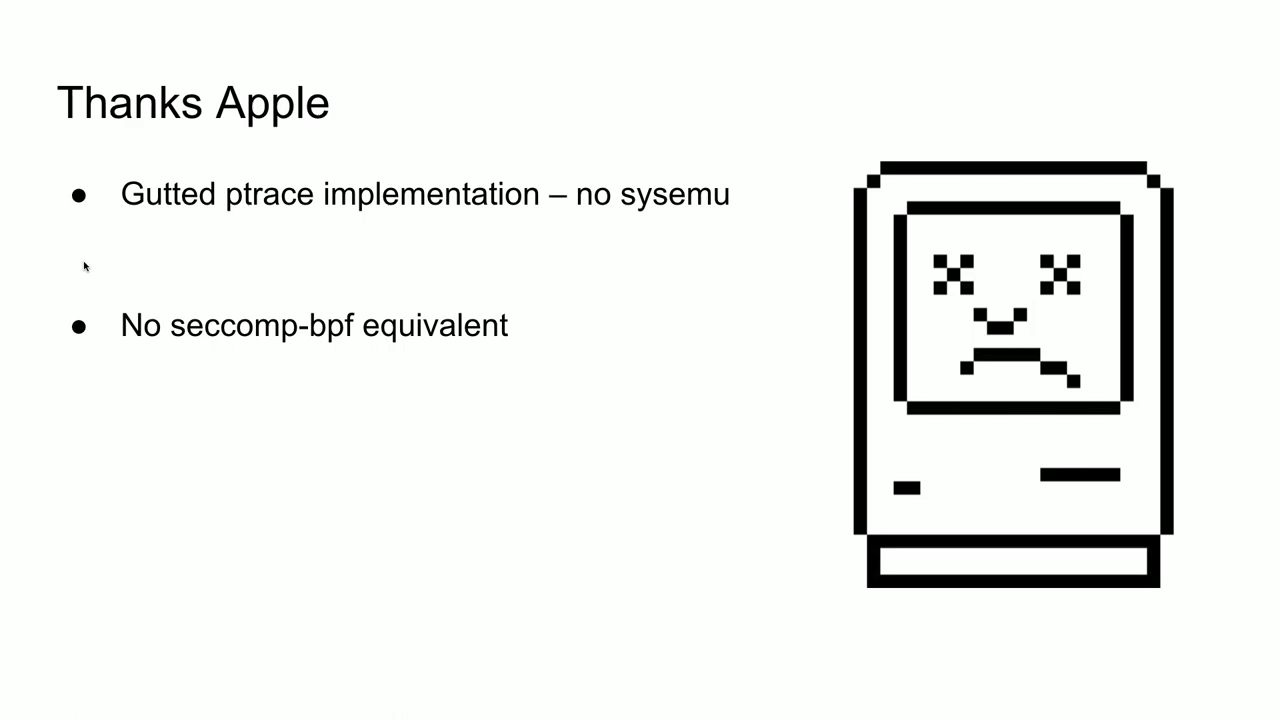 Thanks Apple
● Gutted ptrace implementation – no sysemu
● No seccomp-bpf equivalent